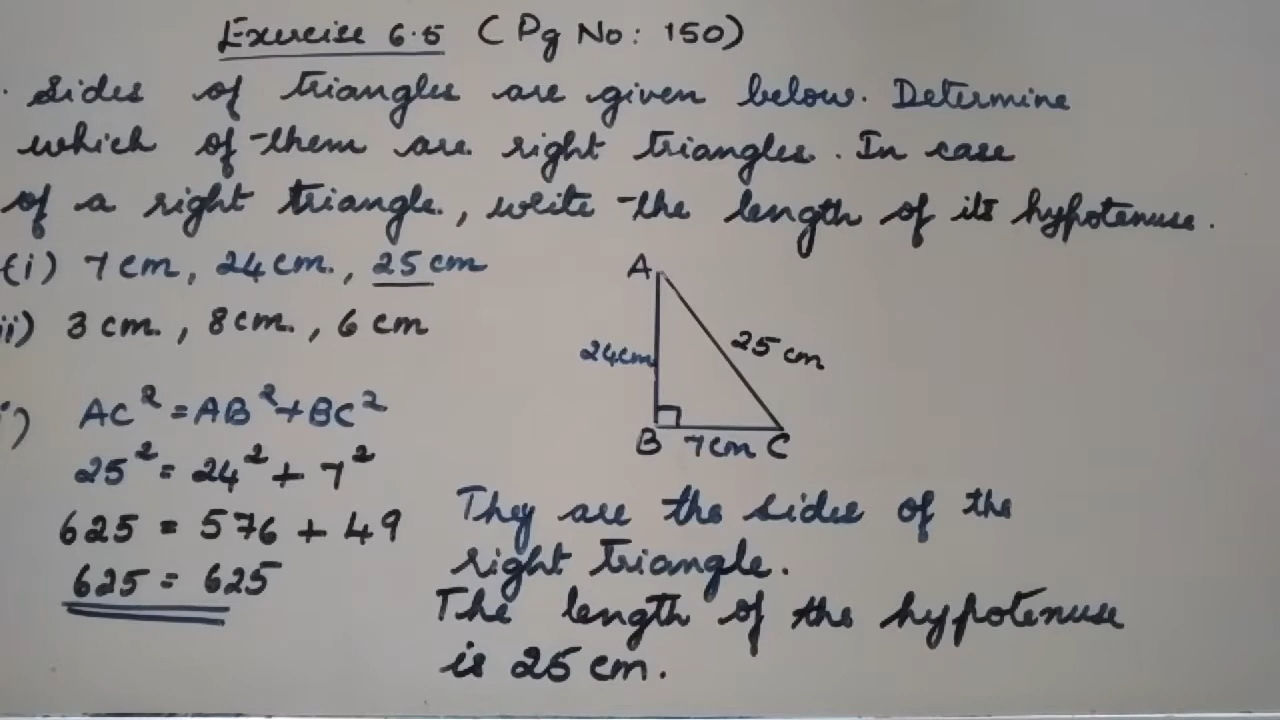 Exercise 6.5 (Pg No: 150)
. Sides of triangles are given below. Determine
which of them are right triangles. In case
of a right triangle, write the length of its hypotenuse.
(i) 7 cm, 24 cm., 25 cm
ii) 3 cm., 8 cm., 6 cm
A
24cm
25 cm
B 7cm C
i) AC² = AB² + BC²
25² = 24² + 7²
625 = 576 + 49
625 = 625
They are the sides of the
right triangle.
The length of the hypotenuse
is 25 cm.